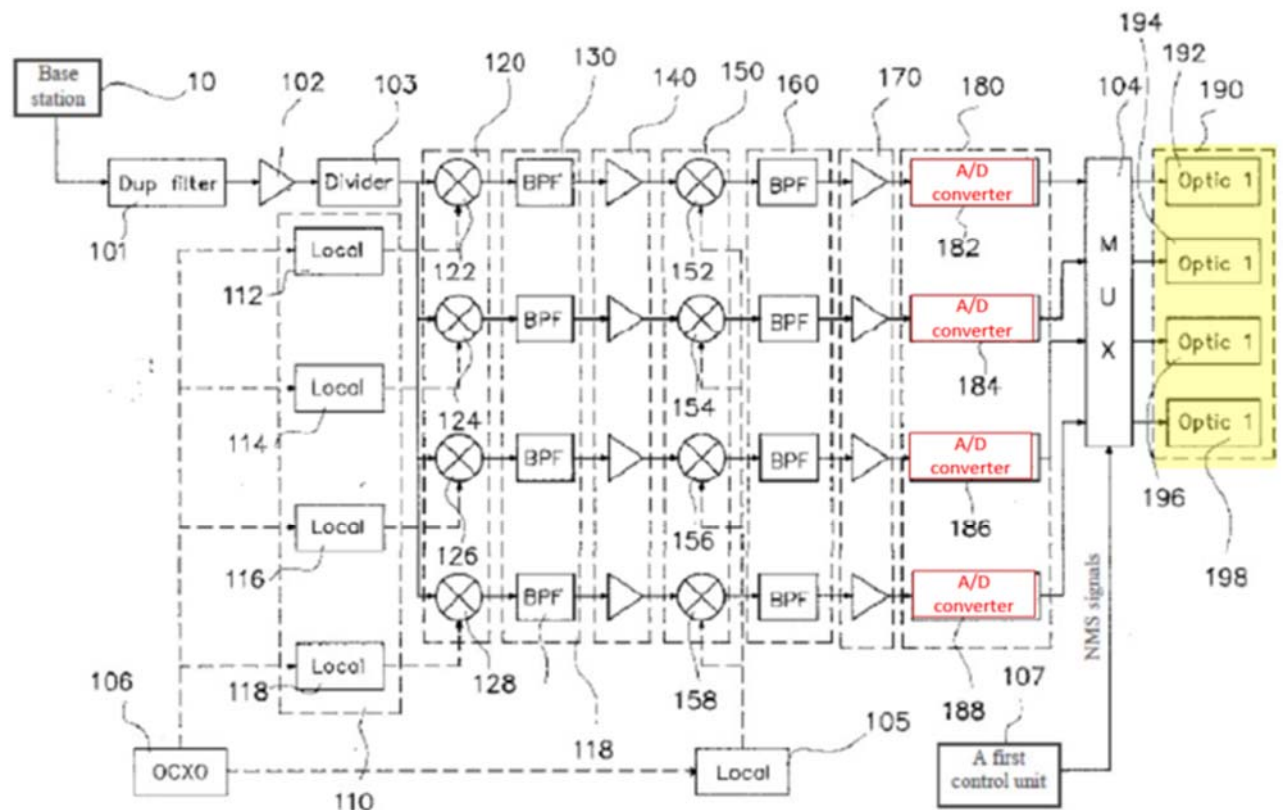 194
192
Base
station
10
102
103
120
130
140
150
160
170
180
104
190
Dup filter
Divider
BPF
BPF
A/D
converter
Optic 1
101
Local
122
152
182
M
U
X
Optic 1
112
BPF
BPF
A/D
converter
Local
124
154
184
Optic 1
114
BPF
BPF
A/D
converter
Optic 1
Local
126
156
186
196
116
198
BPF
BPF
A/D
converter
NMS signals
Local
118
128
158
188
107
106
118
105
OCXO
110
Local
A first
control unit